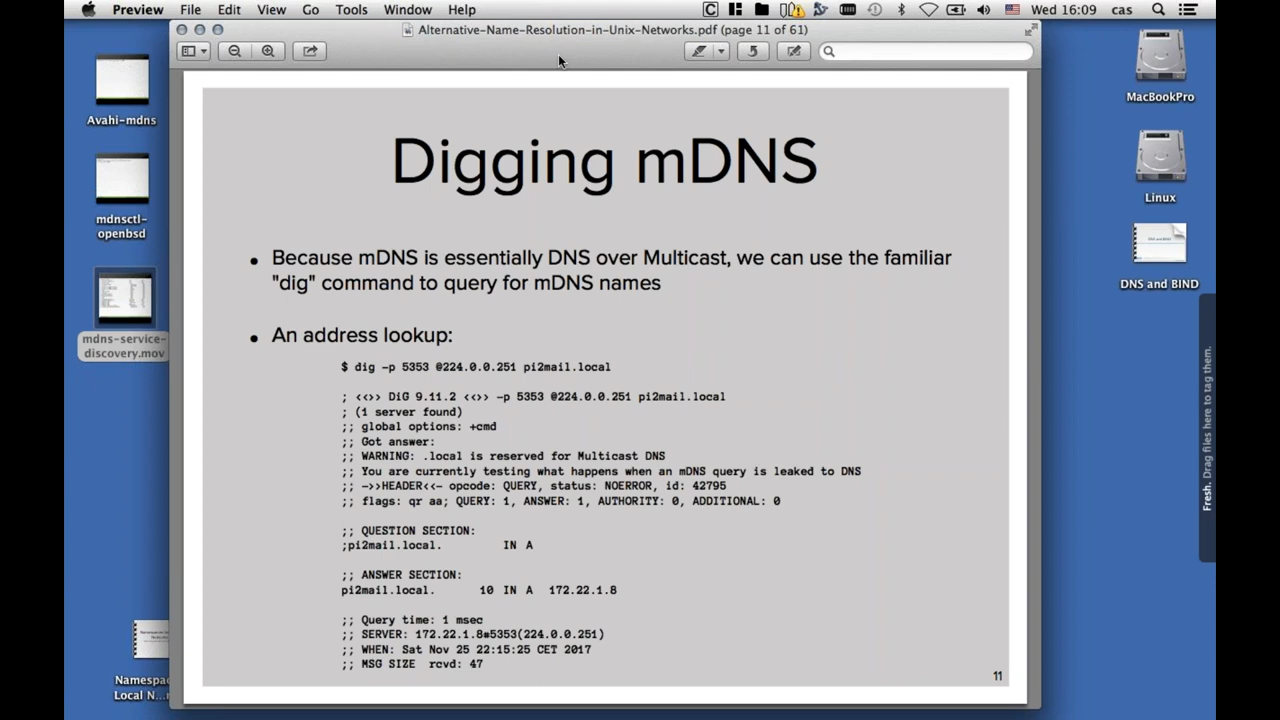 Preview File Edit View Go Tools Window Help Wed 16:09 cas
Alternative-Name-Resolution-in-Unix-Networks.pdf (page 11 of 61)
Avahi-mdns
mdnsctl-
openbsd
mdns-service-
discovery.mov
Namesp
Local N...r
MacBookPro
Linux
DNS and BIND
Fresh. Drag files here to tag them.
Digging mDNS
• Because mDNS is essentially DNS over Multicast, we can use the familiar
"dig" command to query for mDNS names
• An address lookup:
$ dig -p 5353 @224.0.0.251 pi2mail.local
; <<>> DiG 9.11.2 <<>> -p 5353 @224.0.0.251 pi2mail.local
; (1 server found)
;; global options: +cmd
;; Got answer:
;; WARNING: .local is reserved for Multicast DNS
;; You are currently testing what happens when an mDNS query is leaked to DNS
;; ->>HEADER<<- opcode: QUERY, status: NOERROR, id: 42795
;; flags: qr aa; QUERY: 1, ANSWER: 1, AUTHORITY: 0, ADDITIONAL: 0
;; QUESTION SECTION:
;pi2mail.local. IN A
;; ANSWER SECTION:
pi2mail.local. 10 IN A 172.22.1.8
;; Query time: 1 msec
;; SERVER: 172.22.1.8#5353(224.0.0.251)
;; WHEN: Sat Nov 25 22:15:25 CET 2017
;; MSG SIZE rcvd: 47
11